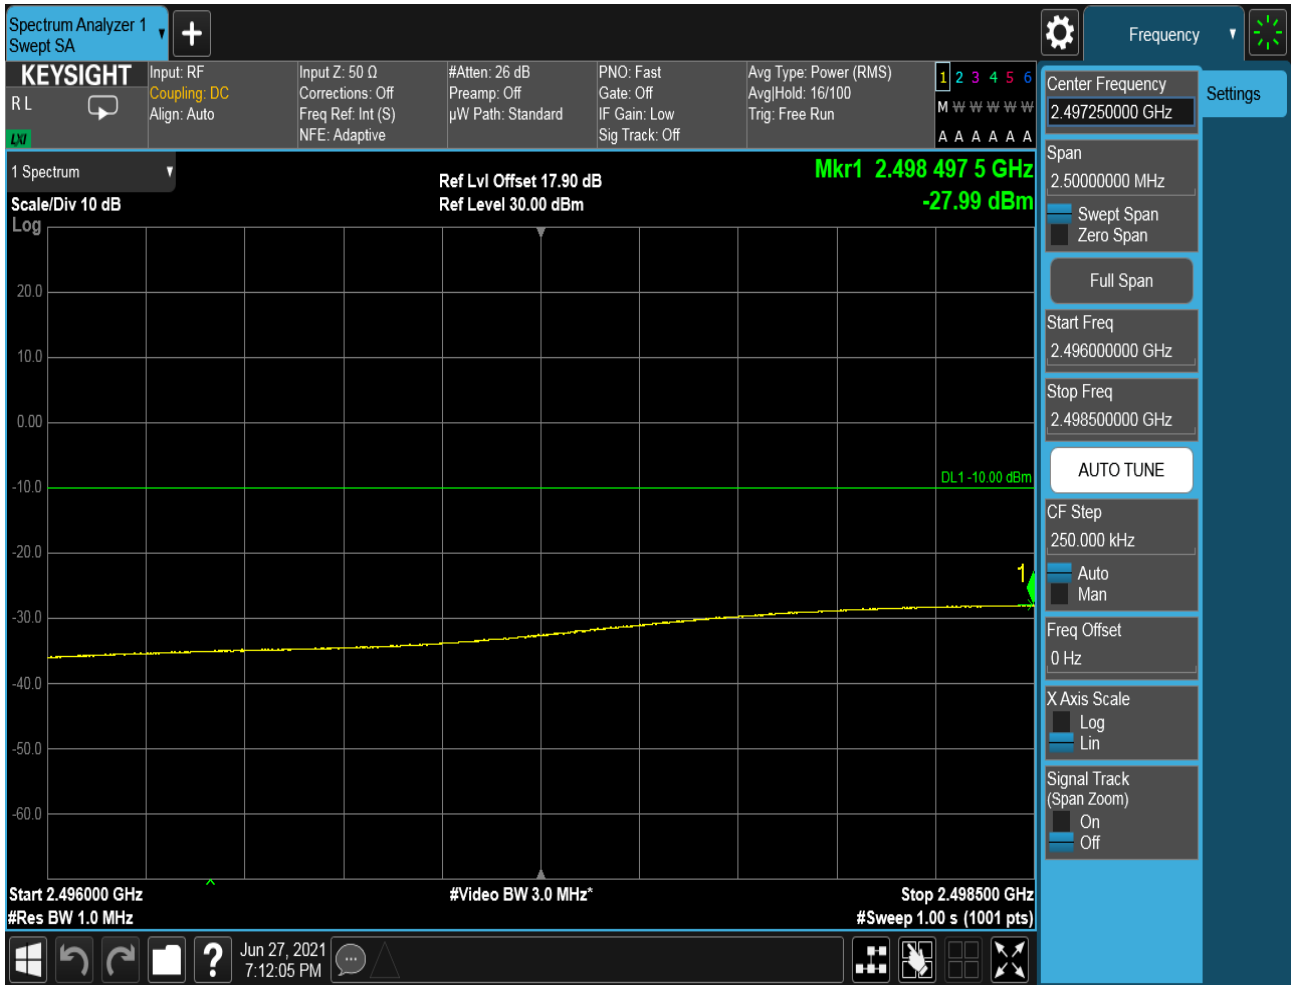 Spectrum Analyzer 1
Swept SA
Frequency
KEYSIGHT
R L
LXI
Input: RF
Coupling: DC
Align: Auto
Input Z: 50 Ω
Corrections: Off
Freq Ref: Int (S)
NFE: Adaptive
#Atten: 26 dB
Preamp: Off
µW Path: Standard
PNO: Fast
Gate: Off
IF Gain: Low
Sig Track: Off
Avg Type: Power (RMS)
Avg|Hold: 16/100
Trig: Free Run
1 2 3 4 5 6
M W W W W W
A A A A A A
1 Spectrum
Scale/Div 10 dB
Log
Ref Lvl Offset 17.90 dB
Ref Level 30.00 dBm
Mkr1 2.498 497 5 GHz
-27.99 dBm
20.0
10.0
0.00
-10.0
-20.0
-30.0
-40.0
-50.0
-60.0
DL1 -10.00 dBm
1
Start 2.496000 GHz
#Res BW 1.0 MHz
#Video BW 3.0 MHz*
Stop 2.498500 GHz
#Sweep 1.00 s (1001 pts)
Jun 27, 2021
7:12:05 PM
Center Frequency
2.497250000 GHz
Settings
Span
2.50000000 MHz
Swept Span
Zero Span
Full Span
Start Freq
2.496000000 GHz
Stop Freq
2.498500000 GHz
AUTO TUNE
CF Step
250.000 kHz
Auto
Man
Freq Offset
0 Hz
X Axis Scale
Log
Lin
Signal Track
(Span Zoom)
On
Off